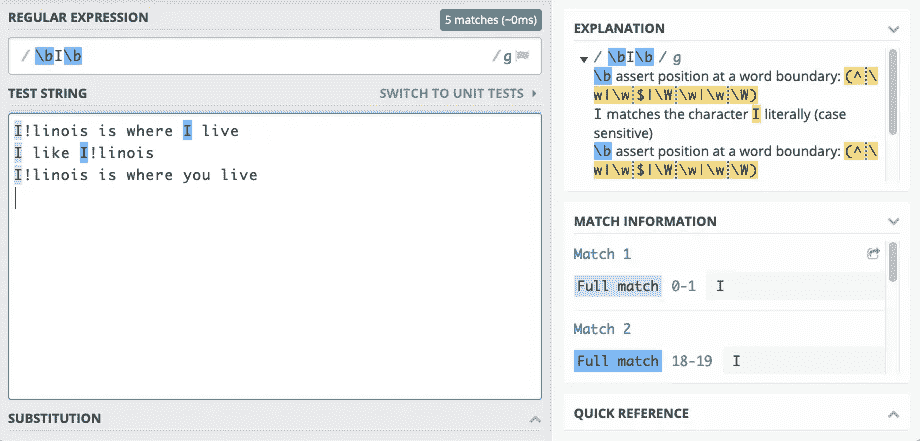 REGULAR EXPRESSION
5 matches (~0ms)
/ \bI\b
/ g
TEST STRING
SWITCH TO UNIT TESTS
I!linois is where I live
I like I!linois
I!linois is where you live
SUBSTITUTION
EXPLANATION
/ \bI\b / g
\b assert position at a word boundary: (^|\
w|\w|$|\W|\w|\w|\W)
I matches the character I literally (case
sensitive)
\b assert position at a word boundary: (^|\
w|\w|$|\W|\w|\w|\W)
MATCH INFORMATION
Match 1
Full match 0-1 I
Match 2
Full match 18-19 I
QUICK REFERENCE